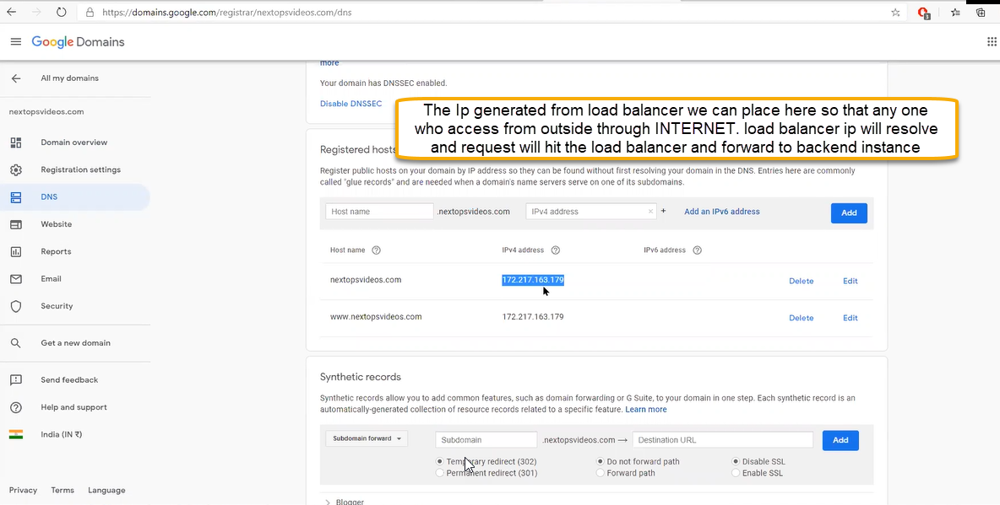 https://domains.google.com/registrar/nextopsvideos.com/dns
3
Google Domains
All my domains
nextopsvideos.com
Domain overview
Registration settings
DNS
Website
Reports
Email
Security
Get a new domain
Send feedback
Help and support
India (IN ₹)
Privacy Terms Language
more
Your domain has DNSSEC enabled.
Disable DNSSEC
The Ip generated from load balancer we can place here so that any one
who access from outside through INTERNET. load balancer ip will resolve
and request will hit the load balancer and forward to backend instance
Registered hosts
Register public hosts on your domain by IP address so they can be found without first resolving your domain in the DNS. Entries here are commonly
called "glue records" and are needed when a domain's name servers serve on one of its subdomains.
Host name .nextopsvideos.com IPv4 address × + Add an IPv6 address Add
Host name ? IPv4 address ? IPv6 address ?
nextopsvideos.com 172.217.163.179 Delete Edit
www.nextopsvideos.com 172.217.163.179 Delete Edit
Synthetic records
Synthetic records allow you to add common features, such as domain forwarding or G Suite, to your domain in one step. Each synthetic record is an
automatically-generated collection of resource records related to a specific feature. Learn more
Subdomain forward Subdomain .nextopsvideos.com → Destination URL Add
Temporary redirect (302) Do not forward path Disable SSL
Permanent redirect (301) Forward path Enable SSL
Blogger